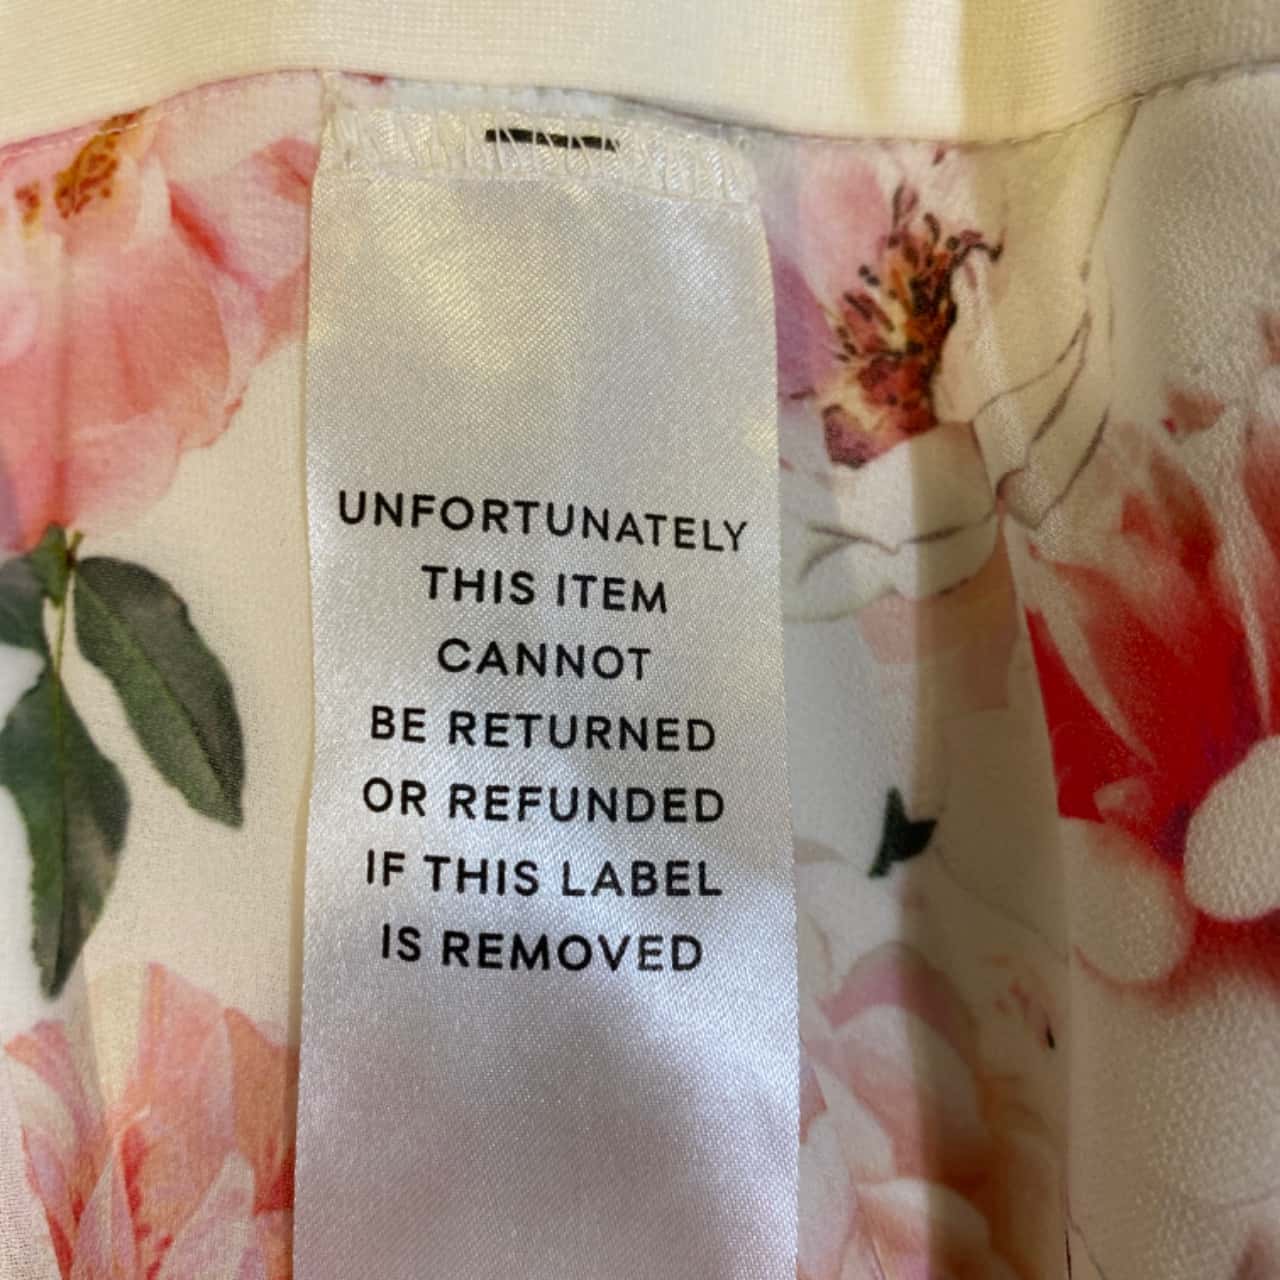 UNFORTUNATELY
THIS ITEM
CANNOT
BE RETURNED
OR REFUNDED
IF THIS LABEL
IS REMOVED